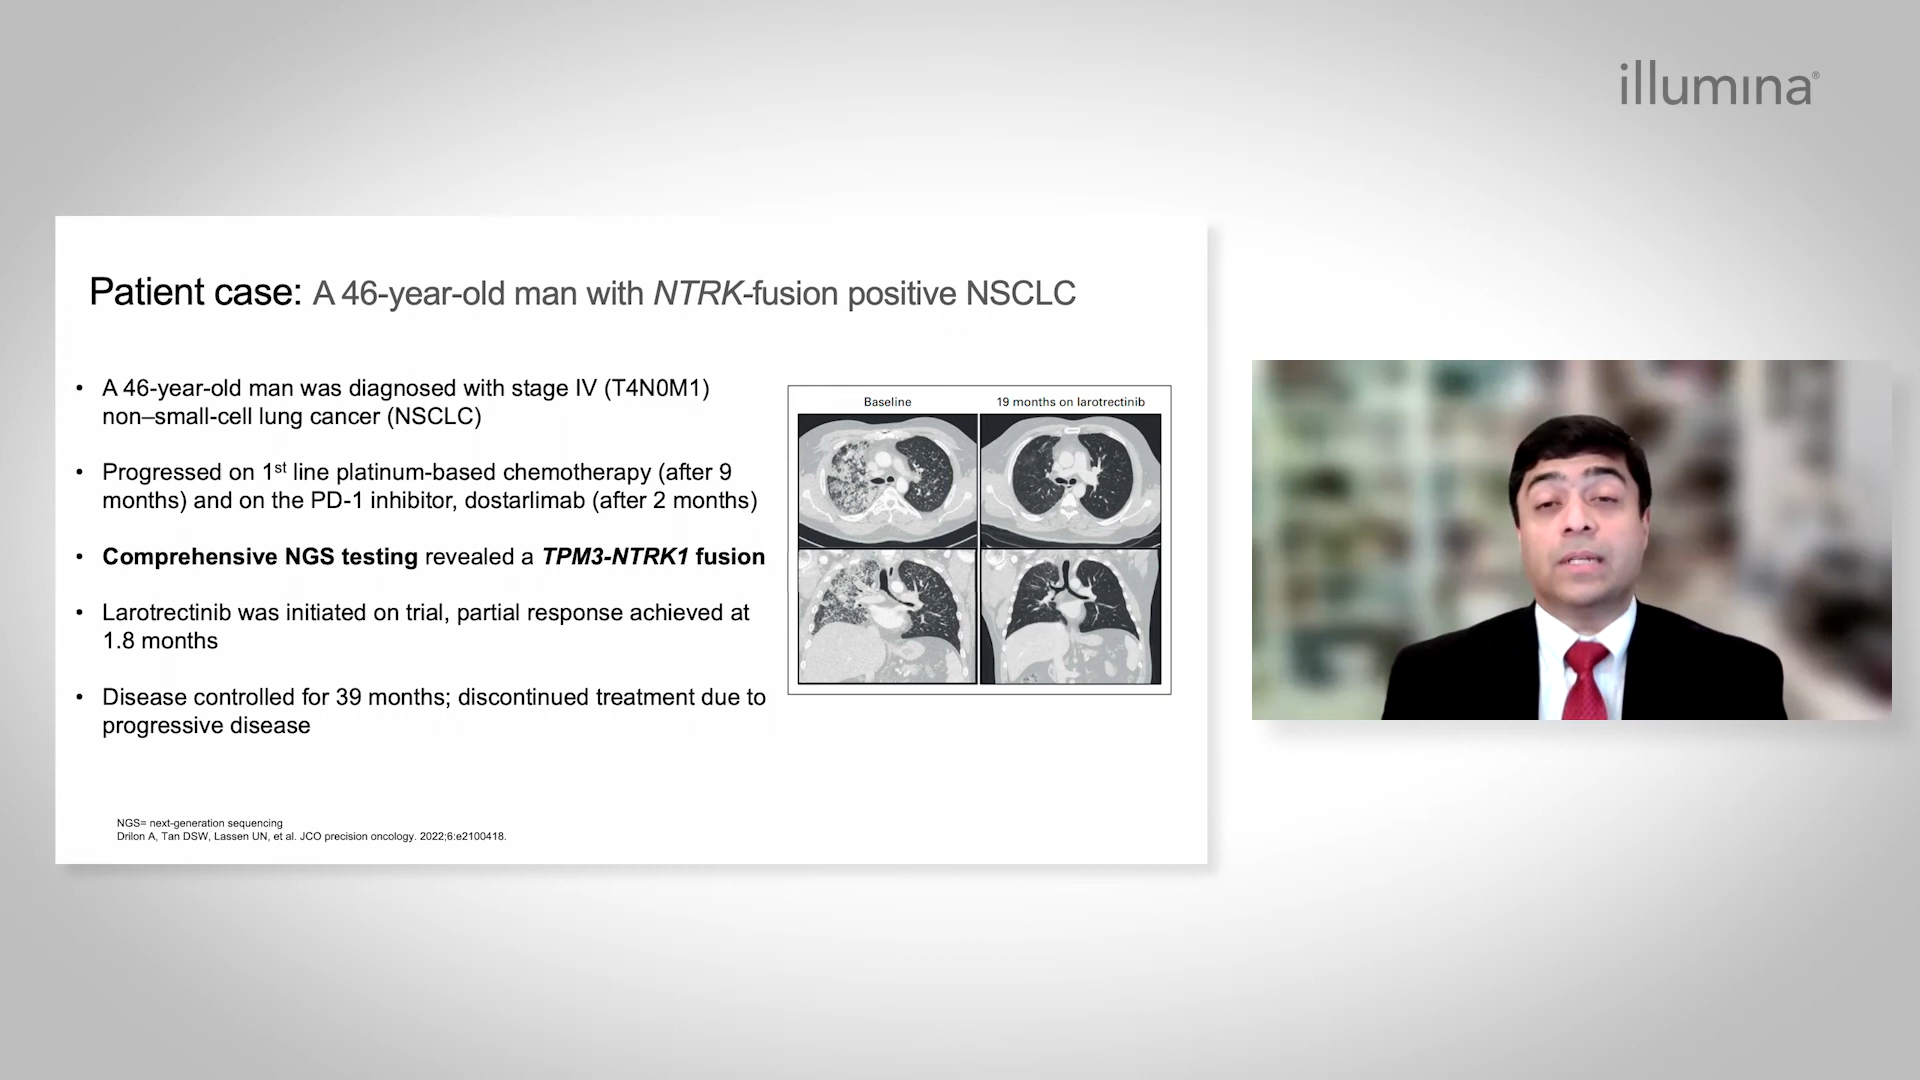 illumına®
Patient case: A 46-year-old man with NTRK-fusion positive NSCLC
• A 46-year-old man was diagnosed with stage IV (T4N0M1)
non–small-cell lung cancer (NSCLC)
• Progressed on 1st line platinum-based chemotherapy (after 9
months) and on the PD-1 inhibitor, dostarlimab (after 2 months)
• Comprehensive NGS testing revealed a TPM3-NTRK1 fusion
• Larotrectinib was initiated on trial, partial response achieved at
1.8 months
• Disease controlled for 39 months; discontinued treatment due to
progressive disease
Baseline
19 months on larotrectinib
NGS= next-generation sequencing
Drilon A, Tan DSW, Lassen UN, et al. JCO precision oncology. 2022;6:e2100418.